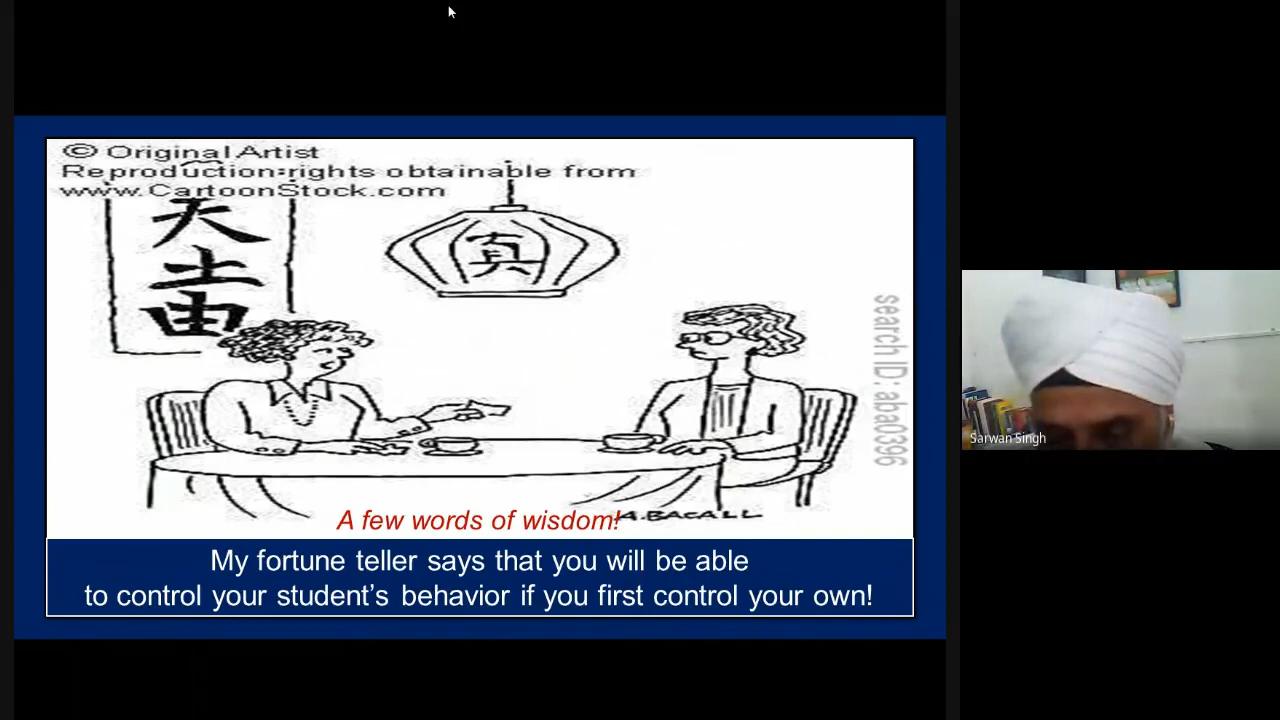 © Original Artist
Reproduction rights obtainable from
www.CartoonStock.com
天
土
由
真
search ID: aba0396
A.BACALL
A few words of wisdom!
My fortune teller says that you will be able
to control your student’s behavior if you first control your own!
Sarwan Singh